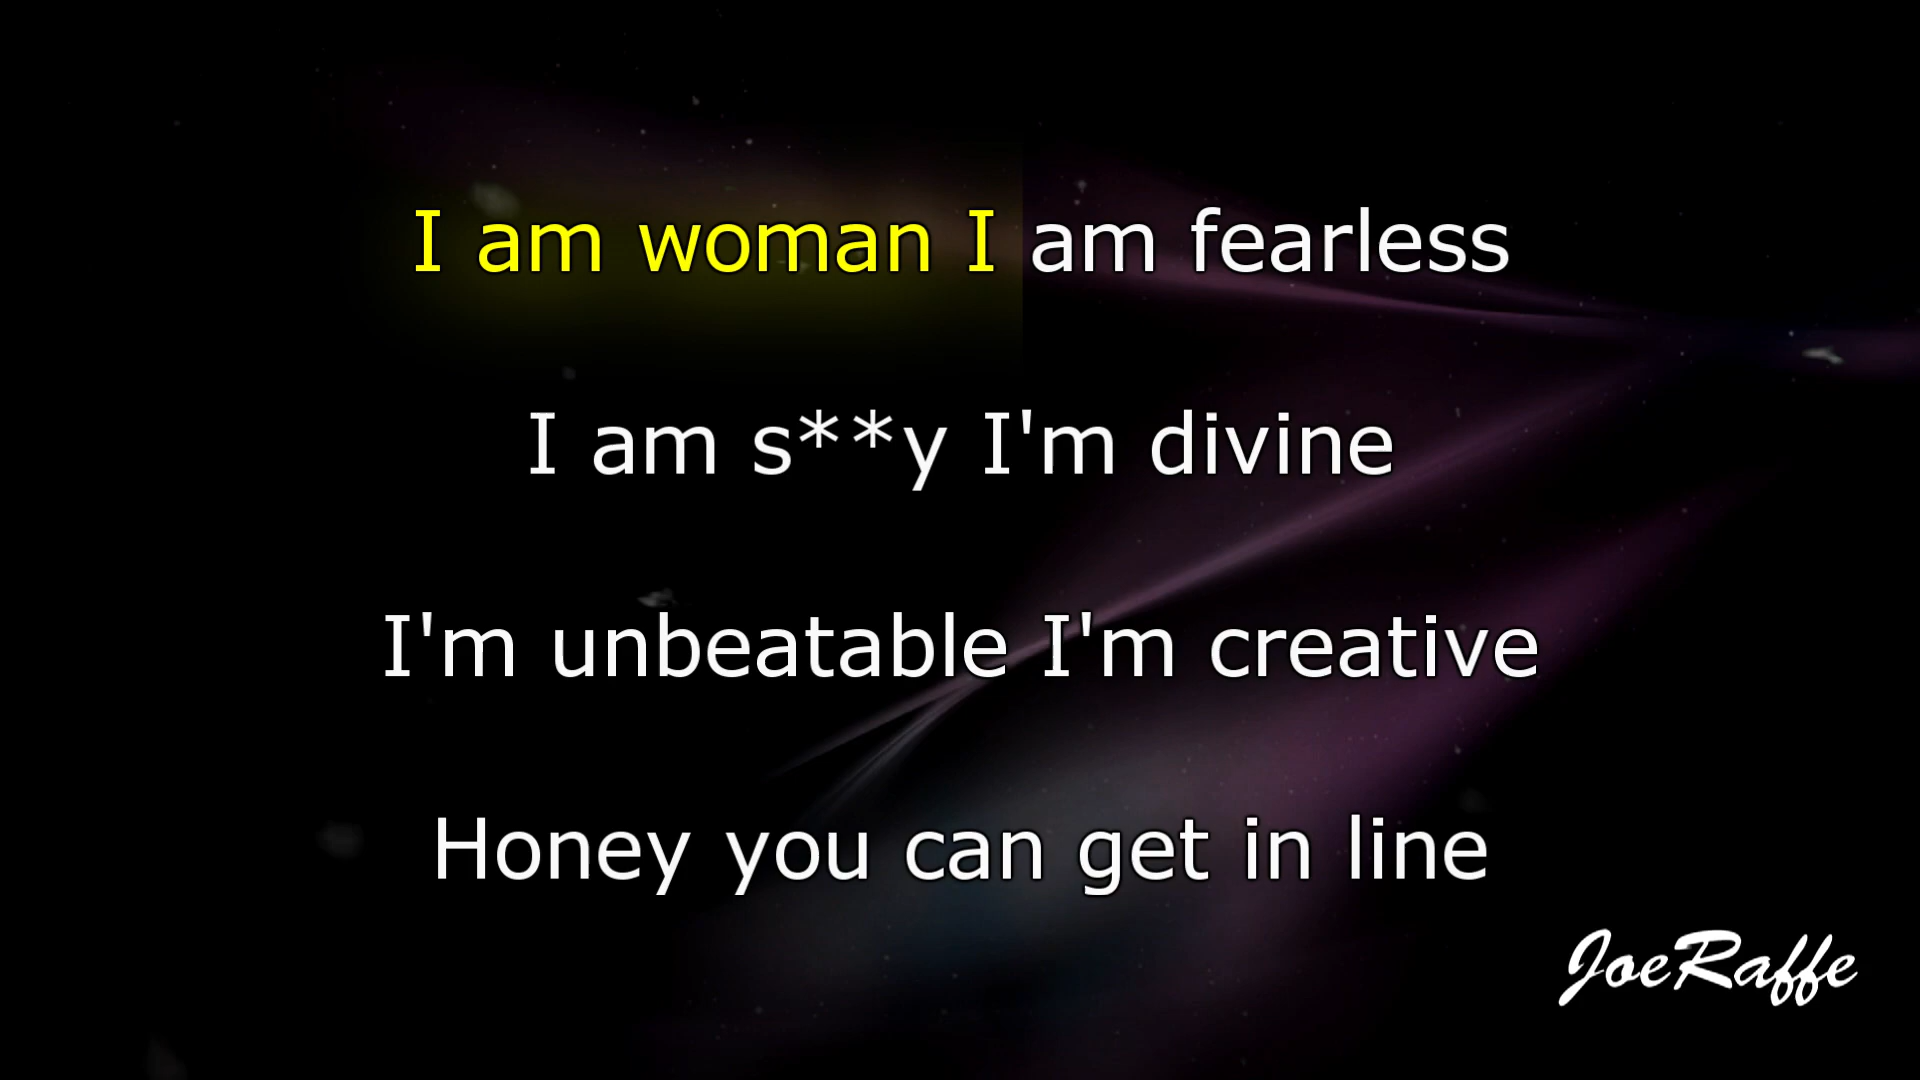 I am woman I am fearless
I am s**y I'm divine
I'm unbeatable I'm creative
Honey you can get in line
JoeRaffe